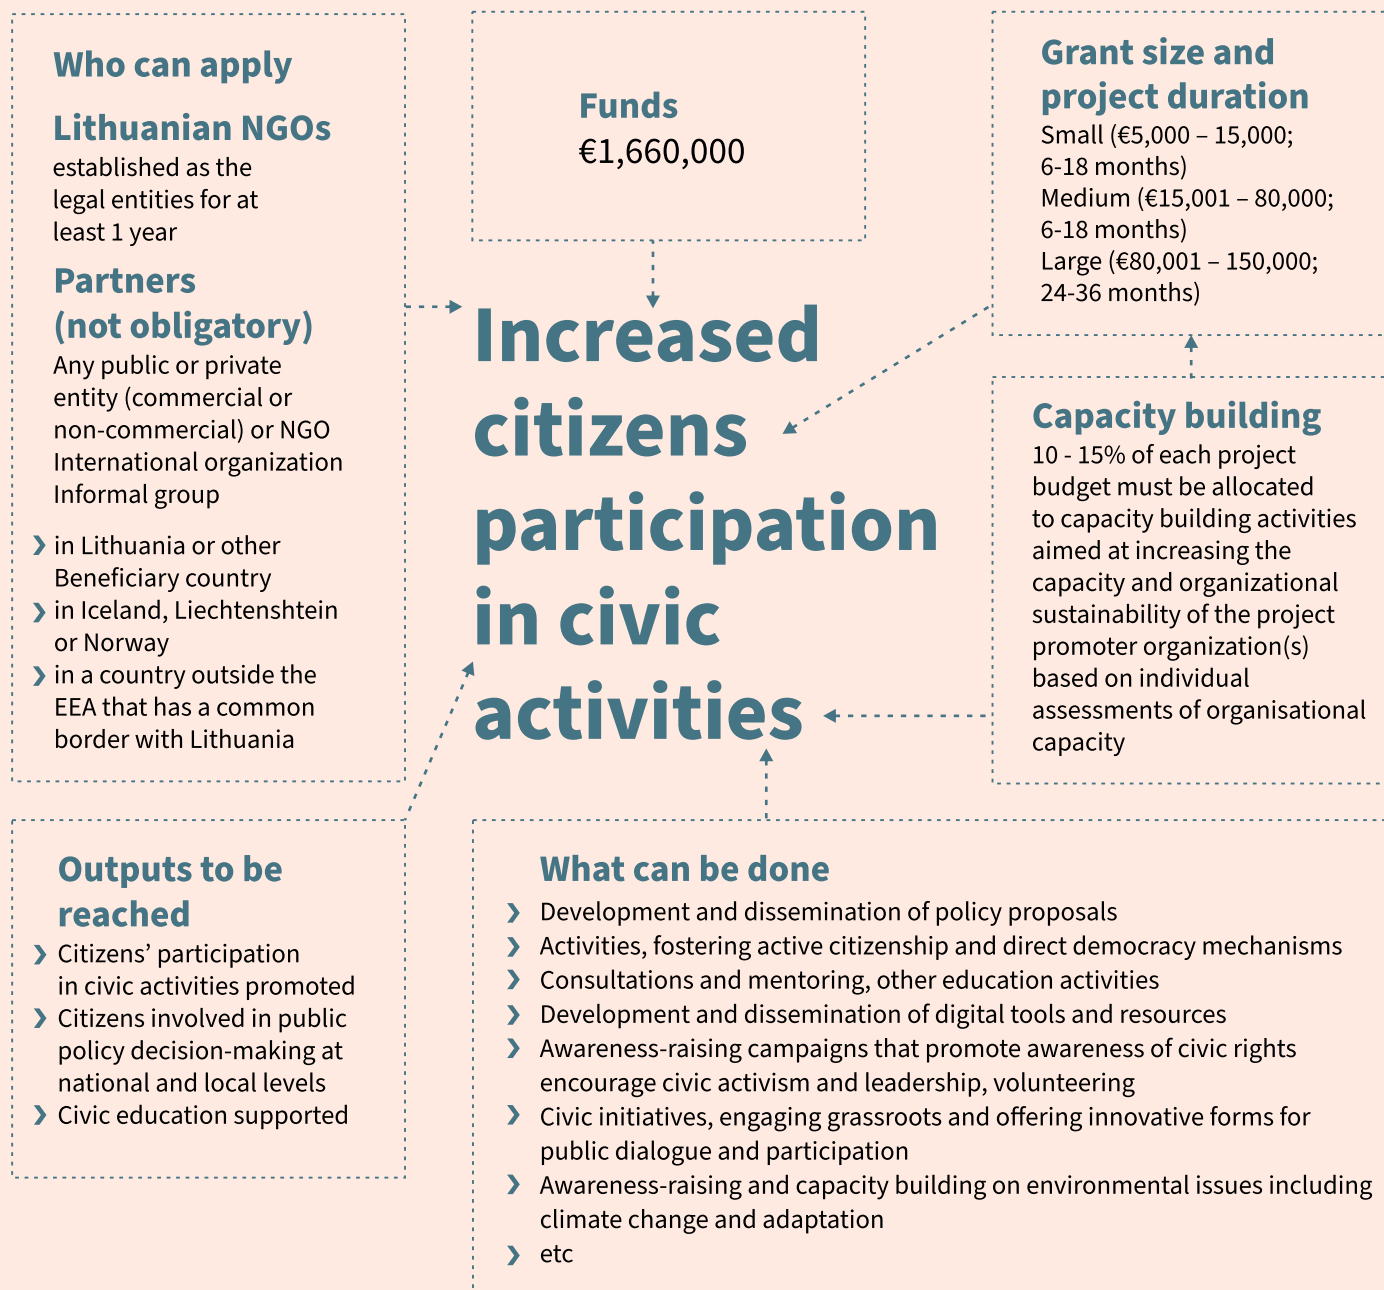 Who can apply
Lithuanian NGOs
established as the
legal entities for at
least 1 year
Partners
(not obligatory)
Any public or private
entity (commercial or
non-commercial) or NGO
International organization
Informal group
❯ in Lithuania or other
Beneficiary country
❯ in Iceland, Liechtenshtein
or Norway
❯ in a country outside the
EEA that has a common
border with Lithuania
Funds
€1,660,000
Grant size and
project duration
Small (€5,000 – 15,000;
6-18 months)
Medium (€15,001 – 80,000;
6-18 months)
Large (€80,001 – 150,000;
24-36 months)
Increased
citizens
participation
in civic
activities
Capacity building
10 - 15% of each project
budget must be allocated
to capacity building activities
aimed at increasing the
capacity and organizational
sustainability of the project
promoter organization(s)
based on individual
assessments of organisational
capacity
Outputs to be
reached
❯ Citizens’ participation
in civic activities promoted
❯ Citizens involved in public
policy decision-making at
national and local levels
❯ Civic education supported
What can be done
❯ Development and dissemination of policy proposals
❯ Activities, fostering active citizenship and direct democracy mechanisms
❯ Consultations and mentoring, other education activities
❯ Development and dissemination of digital tools and resources
❯ Awareness-raising campaigns that promote awareness of civic rights
encourage civic activism and leadership, volunteering
❯ Civic initiatives, engaging grassroots and offering innovative forms for
public dialogue and participation
❯ Awareness-raising and capacity building on environmental issues including
climate change and adaptation
❯ etc